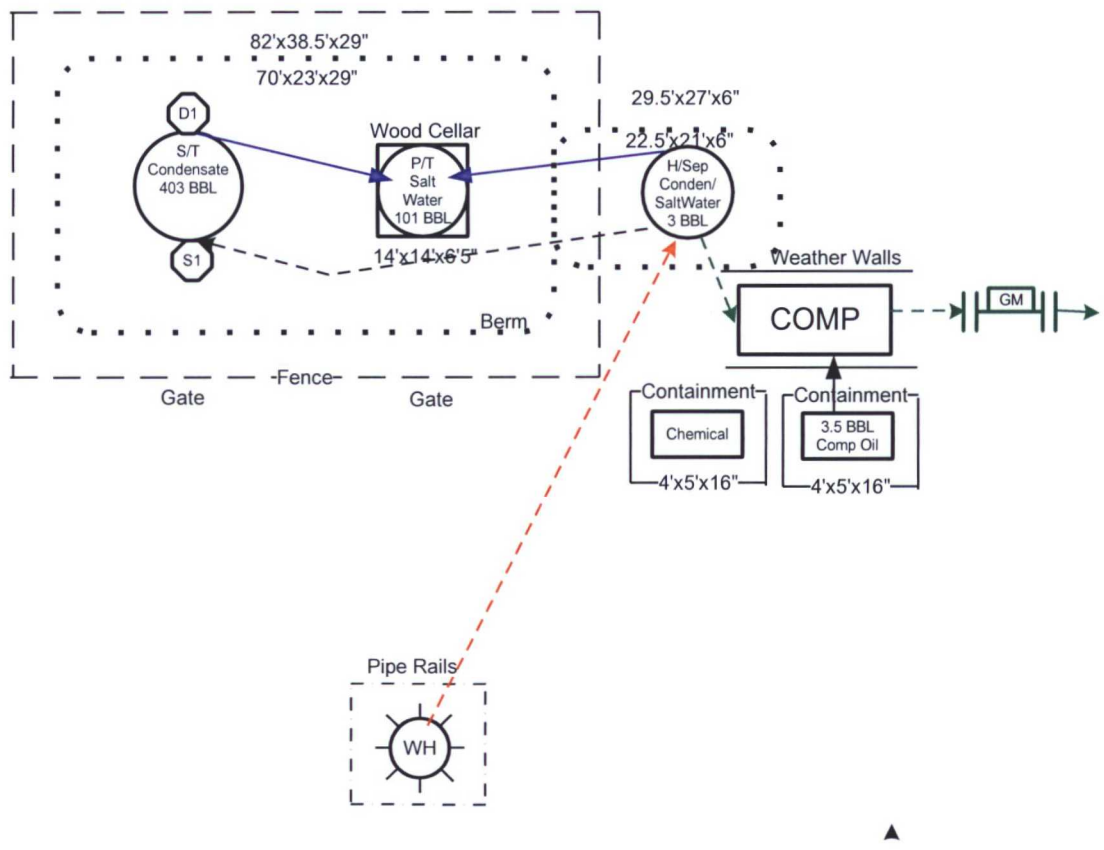 82'x38.5'x29"
70'x23'x29"
29.5'x27'x6"
22.5'x21'x6"
D1
S/T
Condensate
403 BBL
S1
Wood Cellar
P/T
Salt
Water
101 BBL
14'x14'x6'5"
H/Sep
Conden/
SaltWater
3 BBL
Berm
Weather Walls
COMP
GM
Fence
Gate
Gate
Containment
Chemical
4'x5'x16"
Containment
3.5 BBL
Comp Oil
4'x5'x16"
Pipe Rails
WH